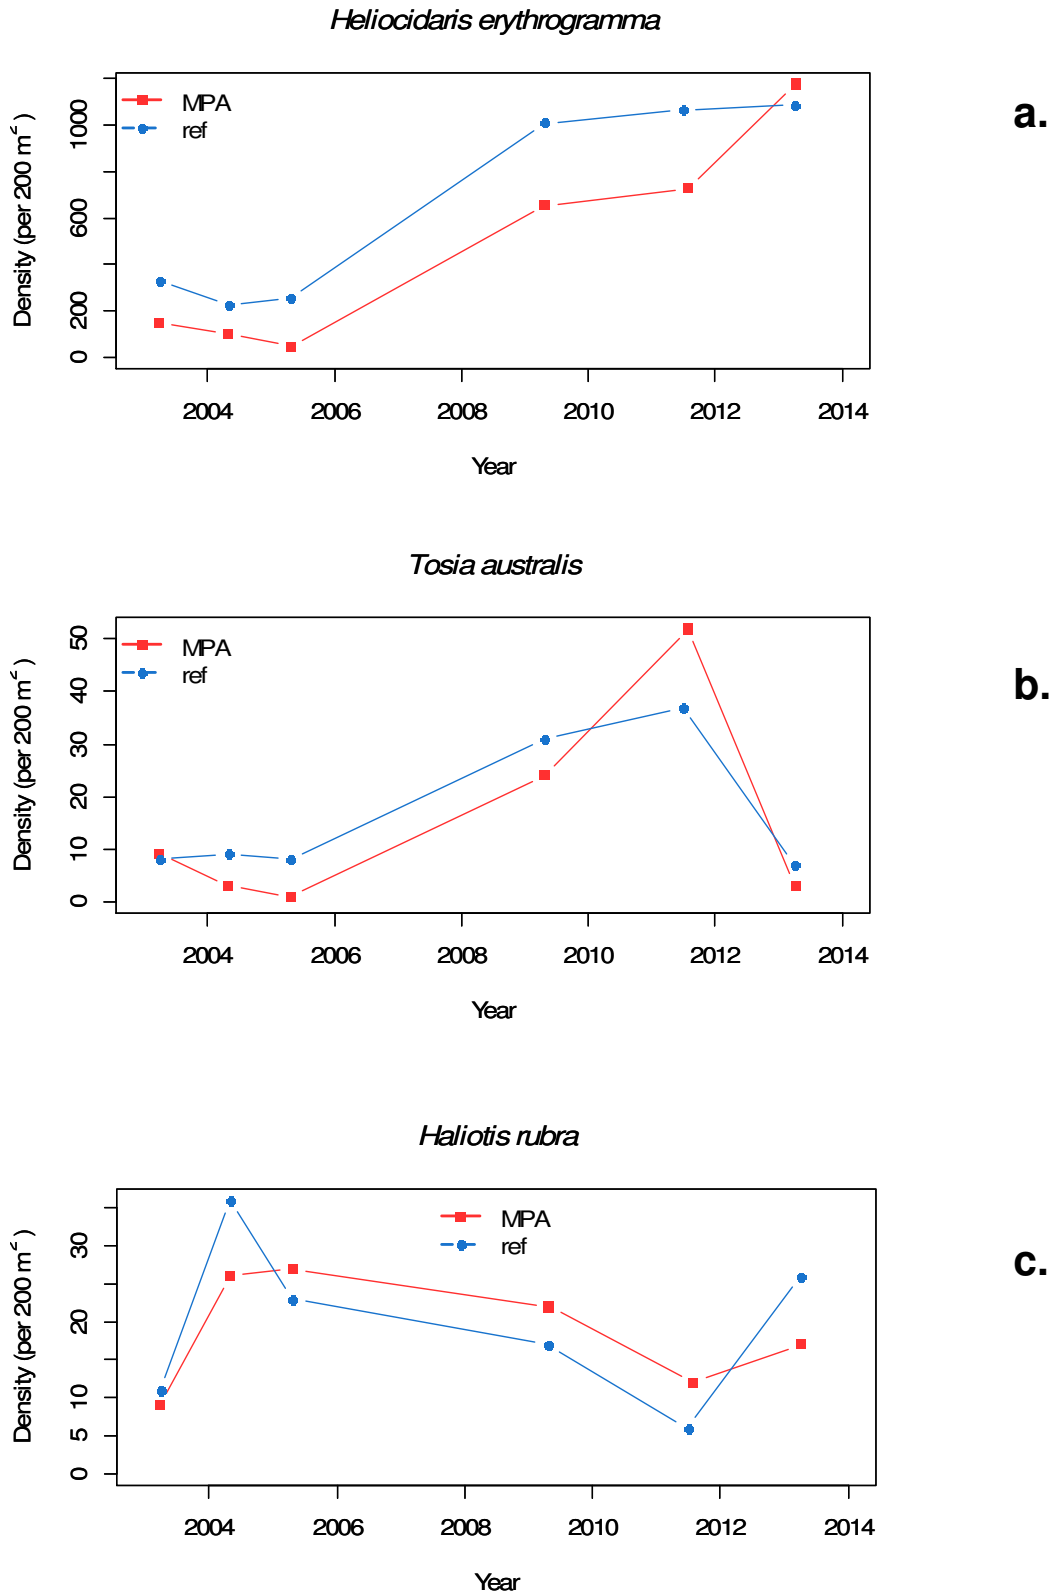 Heliocidaris erythrogramma
a.
MPA
ref
Density (per 200 m²)
0
200
600
1000
2004 2006 2008 2010 2012 2014
Year
Tosia australis
b.
MPA
ref
Density (per 200 m²)
0
10
20
30
40
50
2004 2006 2008 2010 2012 2014
Year
Haliotis rubra
c.
MPA
ref
Density (per 200 m²)
0
5
10
20
30
2004 2006 2008 2010 2012 2014
Year